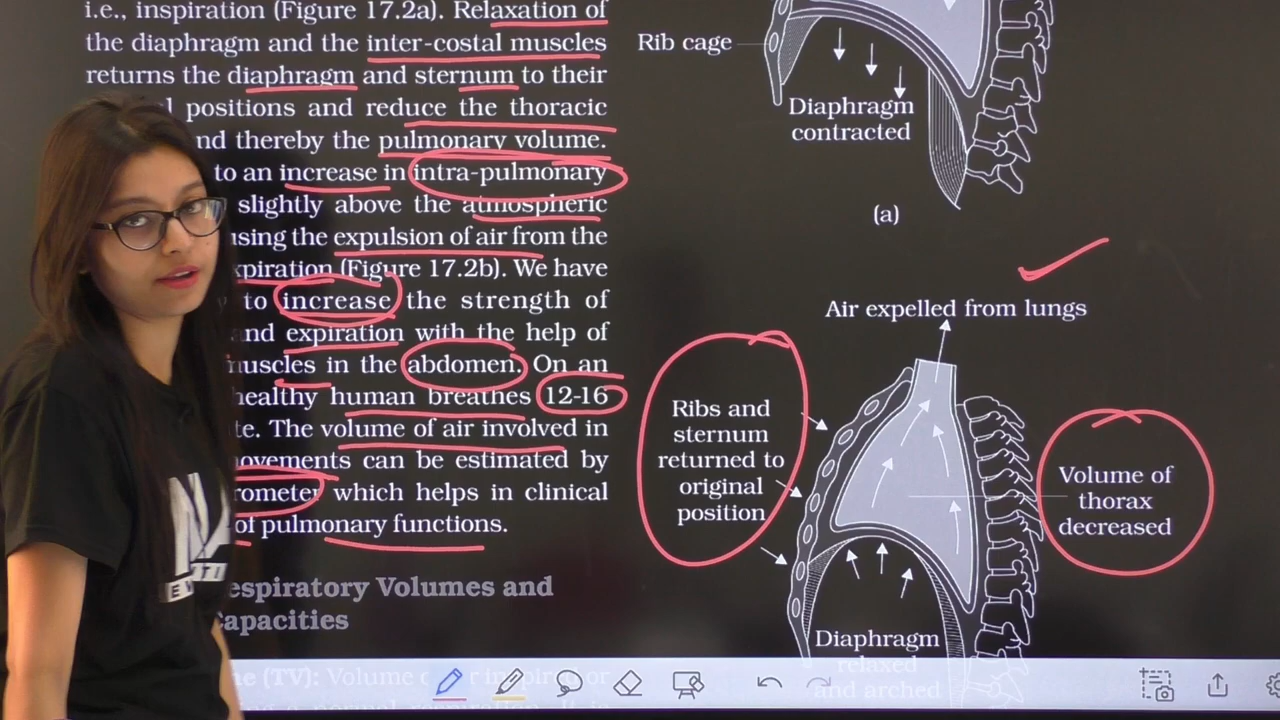 i.e., inspiration (Figure 17.2a). Relaxation of
the diaphragm and the inter-costal muscles
returns the diaphragm and sternum to their
positions and reduce the thoracic
nd thereby the pulmonary volume.
to an increase in intra-pulmonary
slightly above the atmospheric
using the expulsion of air from the
xpiration (Figure 17.2b). We have
to increase the strength of
and expiration with the help of
muscles in the abdomen. On an
healthy human breathes 12-16
te. The volume of air involved in
ovements can be estimated by
rometer which helps in clinical
of pulmonary functions.
espiratory Volumes and
apacities
(TV): Volume
Rib cage
Diaphragm
contracted
(a)
Air expelled from lungs
Ribs and
sternum
returned to
original
position
Volume of
thorax
decreased
Diaphragm
relaxed
and arched